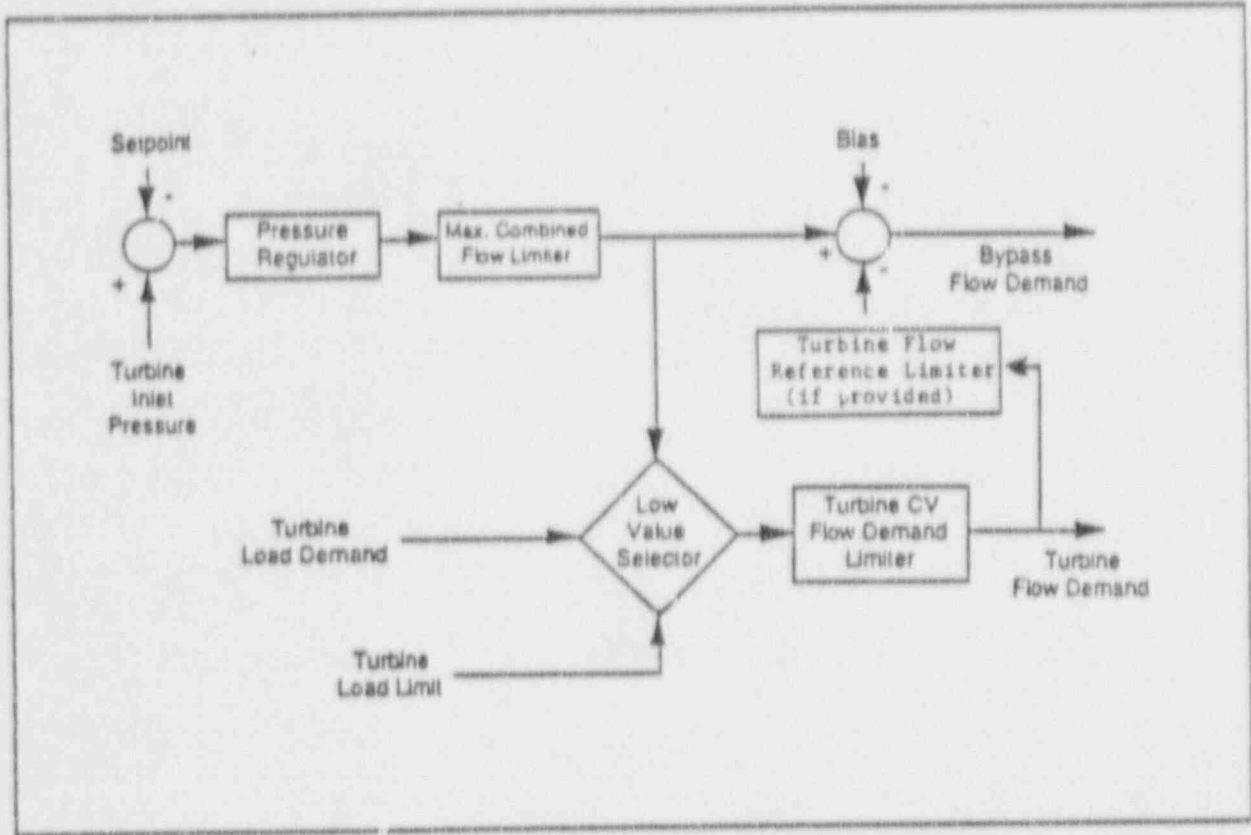 Setpoint
-
+
Turbine
Inlet
Pressure
Pressure
Regulator
Max. Combined
Flow Limiter
Bias
-
+
-
Bypass
Flow Demand
Turbine Flow
Reference Limiter
(if provided)
Turbine
Load Demand
Low
Value
Selector
Turbine CV
Flow Demand
Limiter
Turbine
Flow Demand
Turbine
Load Limit